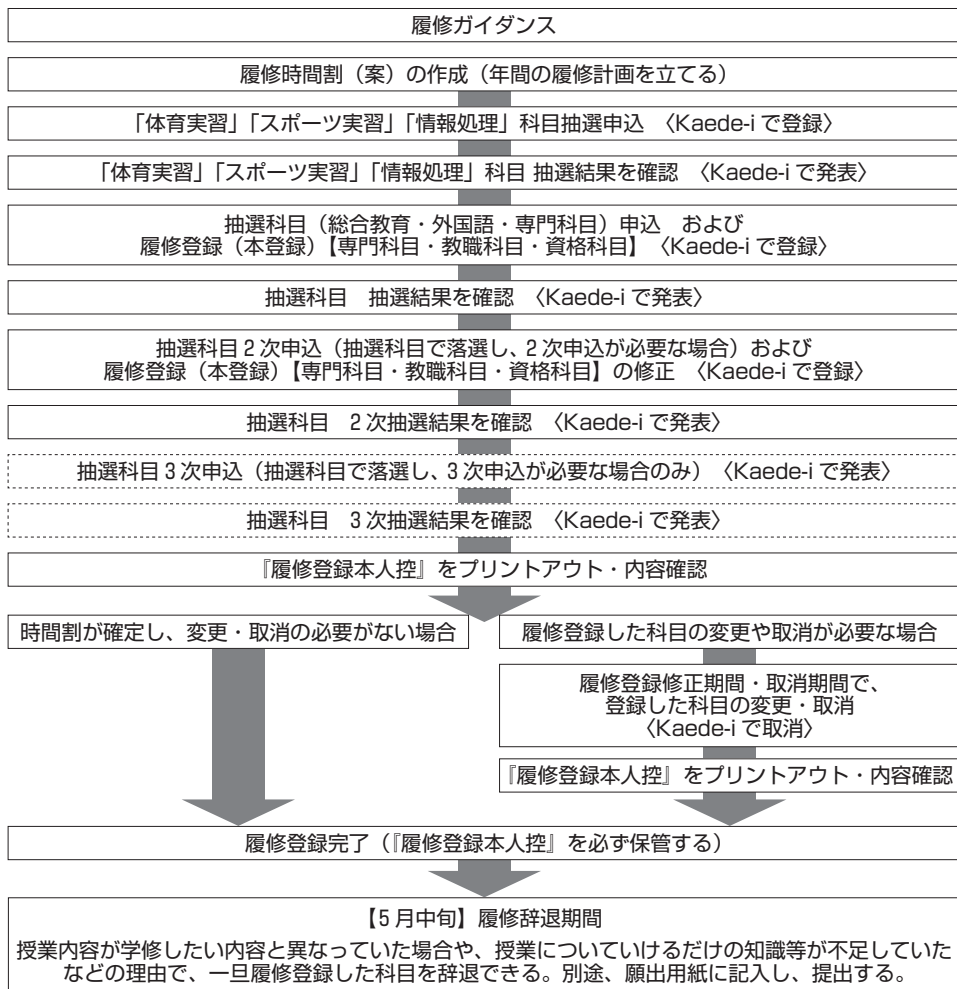 履修ガイダンス
履修時間割（案）の作成（年間の履修計画を立てる）
「体育実習」「スポーツ実習」「情報処理」科目抽選申込　〈Kaede-i で登録〉
「体育実習」「スポーツ実習」「情報処理」科目 抽選結果を確認　〈Kaede-i で発表〉
抽選科目（総合教育・外国語・専門科目）申込　および
履修登録（本登録）【専門科目・教職科目・資格科目】〈Kaede-i で登録〉
抽選科目　抽選結果を確認　〈Kaede-i で発表〉
抽選科目２次申込（抽選科目で落選し、２次申込が必要な場合）および
履修登録（本登録）【専門科目・教職科目・資格科目】の修正　〈Kaede-i で登録〉
抽選科目　２次抽選結果を確認　〈Kaede-i で発表〉
抽選科目３次申込（抽選科目で落選し、３次申込が必要な場合のみ）〈Kaede-i で発表〉
抽選科目　３次抽選結果を確認　〈Kaede-i で発表〉
『履修登録本人控』をプリントアウト・内容確認
時間割が確定し、変更・取消の必要がない場合
履修登録した科目の変更や取消が必要な場合
履修登録修正期間・取消期間で、
登録した科目の変更・取消
〈Kaede-i で取消〉
『履修登録本人控』をプリントアウト・内容確認
履修登録完了（『履修登録本人控』を必ず保管する）
【５月中旬】履修辞退期間
授業内容が学修したい内容と異なっていた場合や、授業についていけるだけの知識等が不足していた
などの理由で、一旦履修登録した科目を辞退できる。別途、願出用紙に記入し、提出する。